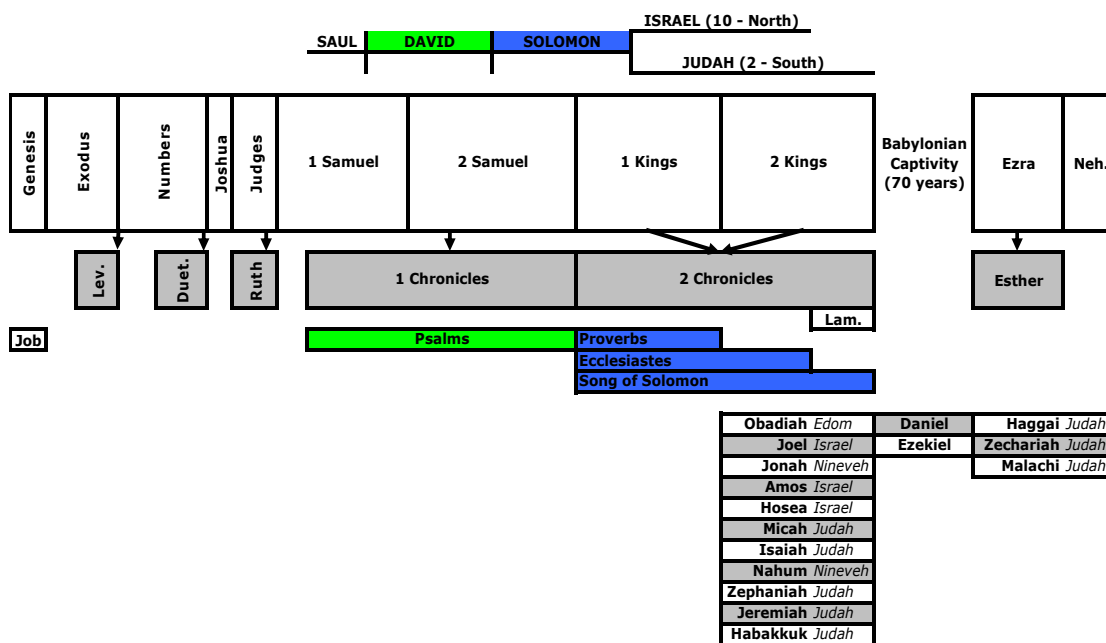 ISRAEL (10 - North)
SAUL DAVID SOLOMON
JUDAH (2 - South)
Genesis
Exodus
Numbers
Joshua
Judges
1 Samuel
2 Samuel
1 Kings
2 Kings
Babylonian
Captivity
(70 years)
Ezra
Neh.
Lev.
Duet.
Ruth
1 Chronicles
2 Chronicles
Esther
Lam.
Job
Psalms
Proverbs
Ecclesiastes
Song of Solomon
Obadiah Edom
Joel Israel
Jonah Nineveh
Amos Israel
Hosea Israel
Micah Judah
Isaiah Judah
Nahum Nineveh
Zephaniah Judah
Jeremiah Judah
Habakkuk Judah
Daniel
Ezekiel
Haggai Judah
Zechariah Judah
Malachi Judah